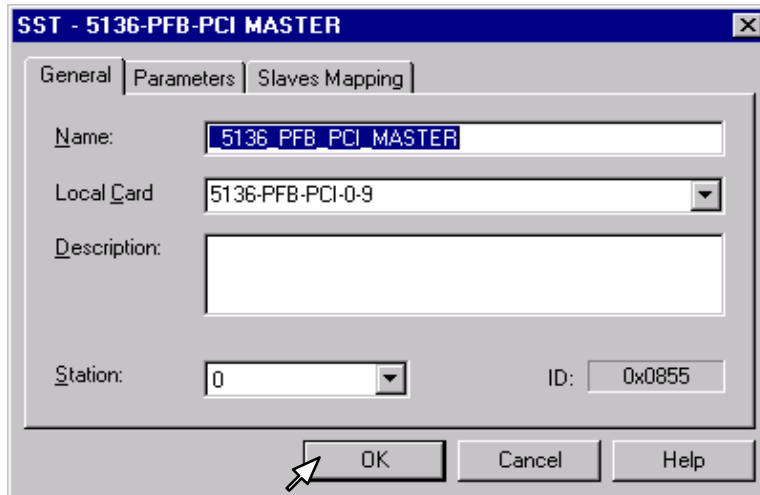 SST - 5136-PFB-PCI MASTER
General Parameters Slaves Mapping
Name: _5136_PFB_PCI_MASTER
Local Card 5136-PFB-PCI-0-9
Description:
Station: 0 ID: 0x0855
OK Cancel Help